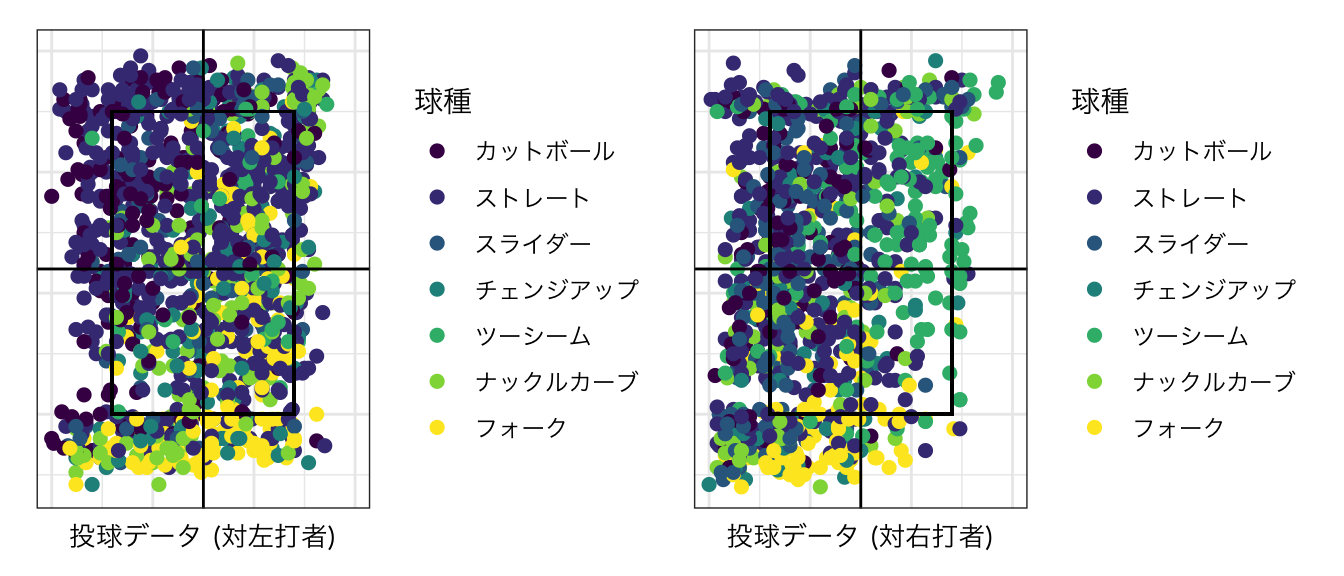 球種
カットボール
ストレート
スライダー
チェンジアップ
ツーシーム
ナックルカーブ
フォーク
投球データ (対左打者)
球種
カットボール
ストレート
スライダー
チェンジアップ
ツーシーム
ナックルカーブ
フォーク
投球データ (対右打者)